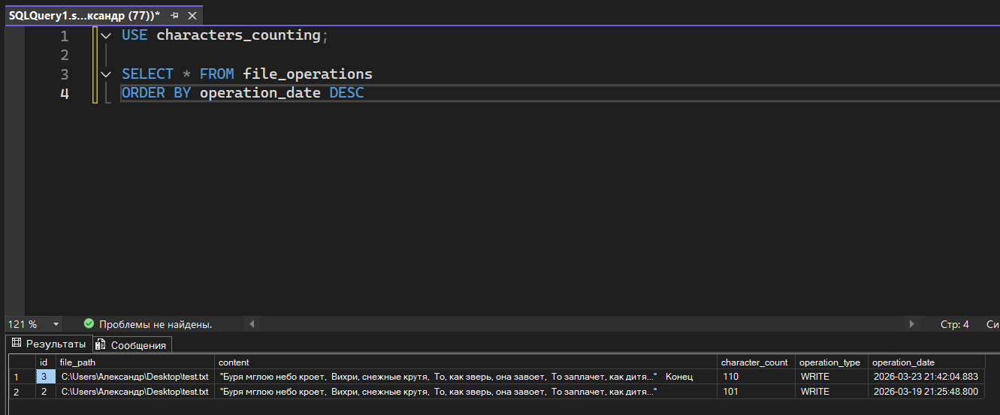 SQLQuery1.s...ксандр (77))*
1 USE characters_counting;
2
3 SELECT * FROM file_operations
4 ORDER BY operation_date DESC
121 % Проблемы не найдены. Стр: 4 Си
Результаты Сообщения
id file_path content character_count operation_type operation_date
1 3 C:\Users\Александр\Desktop\test.txt "Буря мглою небо кроет, Вихри, снежные крутя, То, как зверь, она завоет, То заплачет, как дитя..." Конец 110 WRITE 2026-03-23 21:42:04.883
2 2 C:\Users\Александр\Desktop\test.txt "Буря мглою небо кроет, Вихри, снежные крутя, То, как зверь, она завоет, То заплачет, как дитя..." 101 WRITE 2026-03-19 21:25:48.800